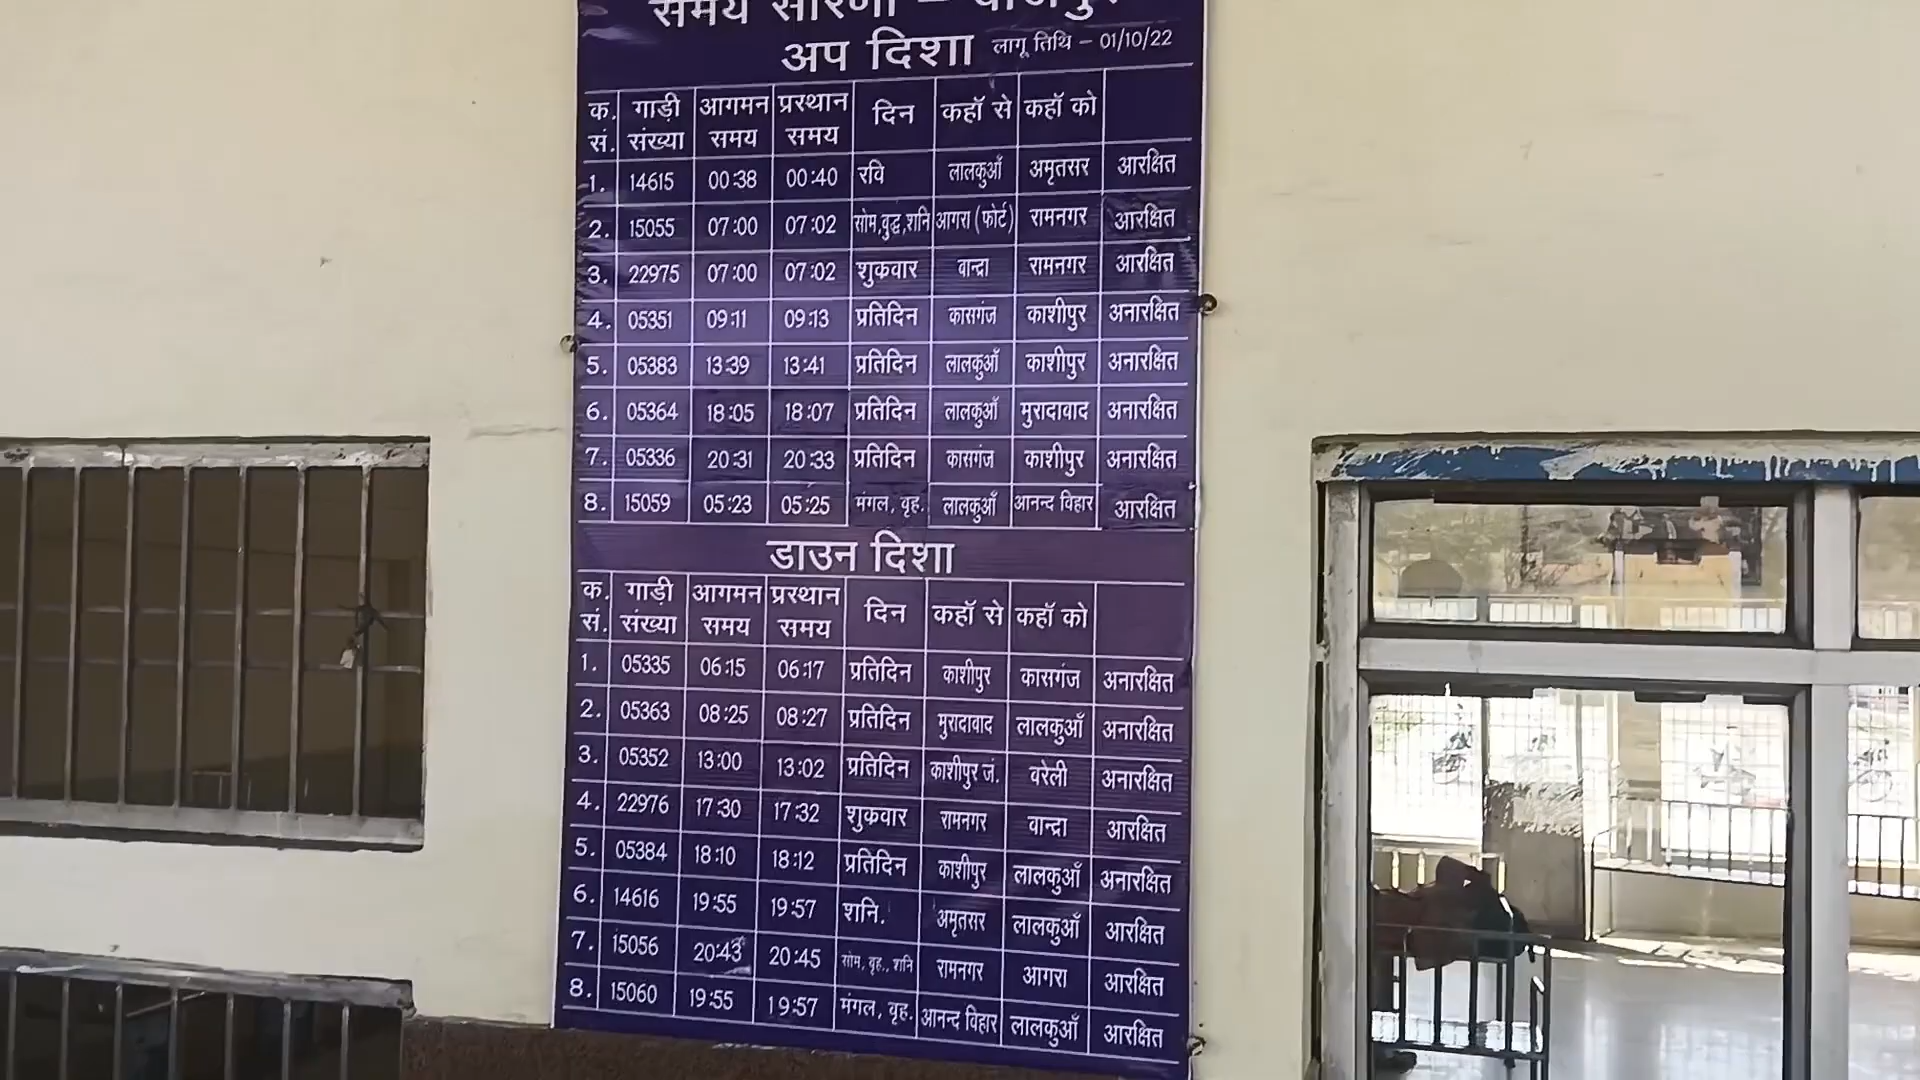 समय सारणी – बाजपुर
अप दिशा लागू तिथि – 01/10/22
क. सं. गाड़ी संख्या आगमन समय प्रस्थान समय दिन कहॉ से कहॉ को
1. 14615 00:38 00:40 रवि लालकुआँ अमृतसर आरक्षित
2. 15055 07:00 07:02 सोम,बुद्ध,शनि आगरा (फोर्ट) रामनगर आरक्षित
3. 22975 07:00 07:02 शुक्रवार बान्द्रा रामनगर आरक्षित
4. 05351 09:11 09:13 प्रतिदिन कासगंज काशीपुर अनारक्षित
5. 05383 13:39 13:41 प्रतिदिन लालकुआँ काशीपुर अनारक्षित
6. 05364 18:05 18:07 प्रतिदिन लालकुआँ मुरादाबाद अनारक्षित
7. 05336 20:31 20:33 प्रतिदिन कासगंज काशीपुर अनारक्षित
8. 15059 05:23 05:25 मंगल, वृह. लालकुआँ आनन्द विहार आरक्षित
डाउन दिशा
क. सं. गाड़ी संख्या आगमन समय प्रस्थान समय दिन कहॉ से कहॉ को
1. 05335 06:15 06:17 प्रतिदिन काशीपुर कासगंज अनारक्षित
2. 05363 08:25 08:27 प्रतिदिन मुरादाबाद लालकुआँ अनारक्षित
3. 05352 13:00 13:02 प्रतिदिन काशीपुर जं. बरेली अनारक्षित
4. 22976 17:30 17:32 शुक्रवार रामनगर बान्द्रा आरक्षित
5. 05384 18:10 18:12 प्रतिदिन काशीपुर लालकुआँ अनारक्षित
6. 14616 19:55 19:57 शनि. अमृतसर लालकुआँ आरक्षित
7. 15056 20:43 20:45 सोम, वृह., शनि रामनगर आगरा आरक्षित
8. 15060 19:55 19:57 मंगल, वृह. आनन्द विहार लालकुआँ आरक्षित